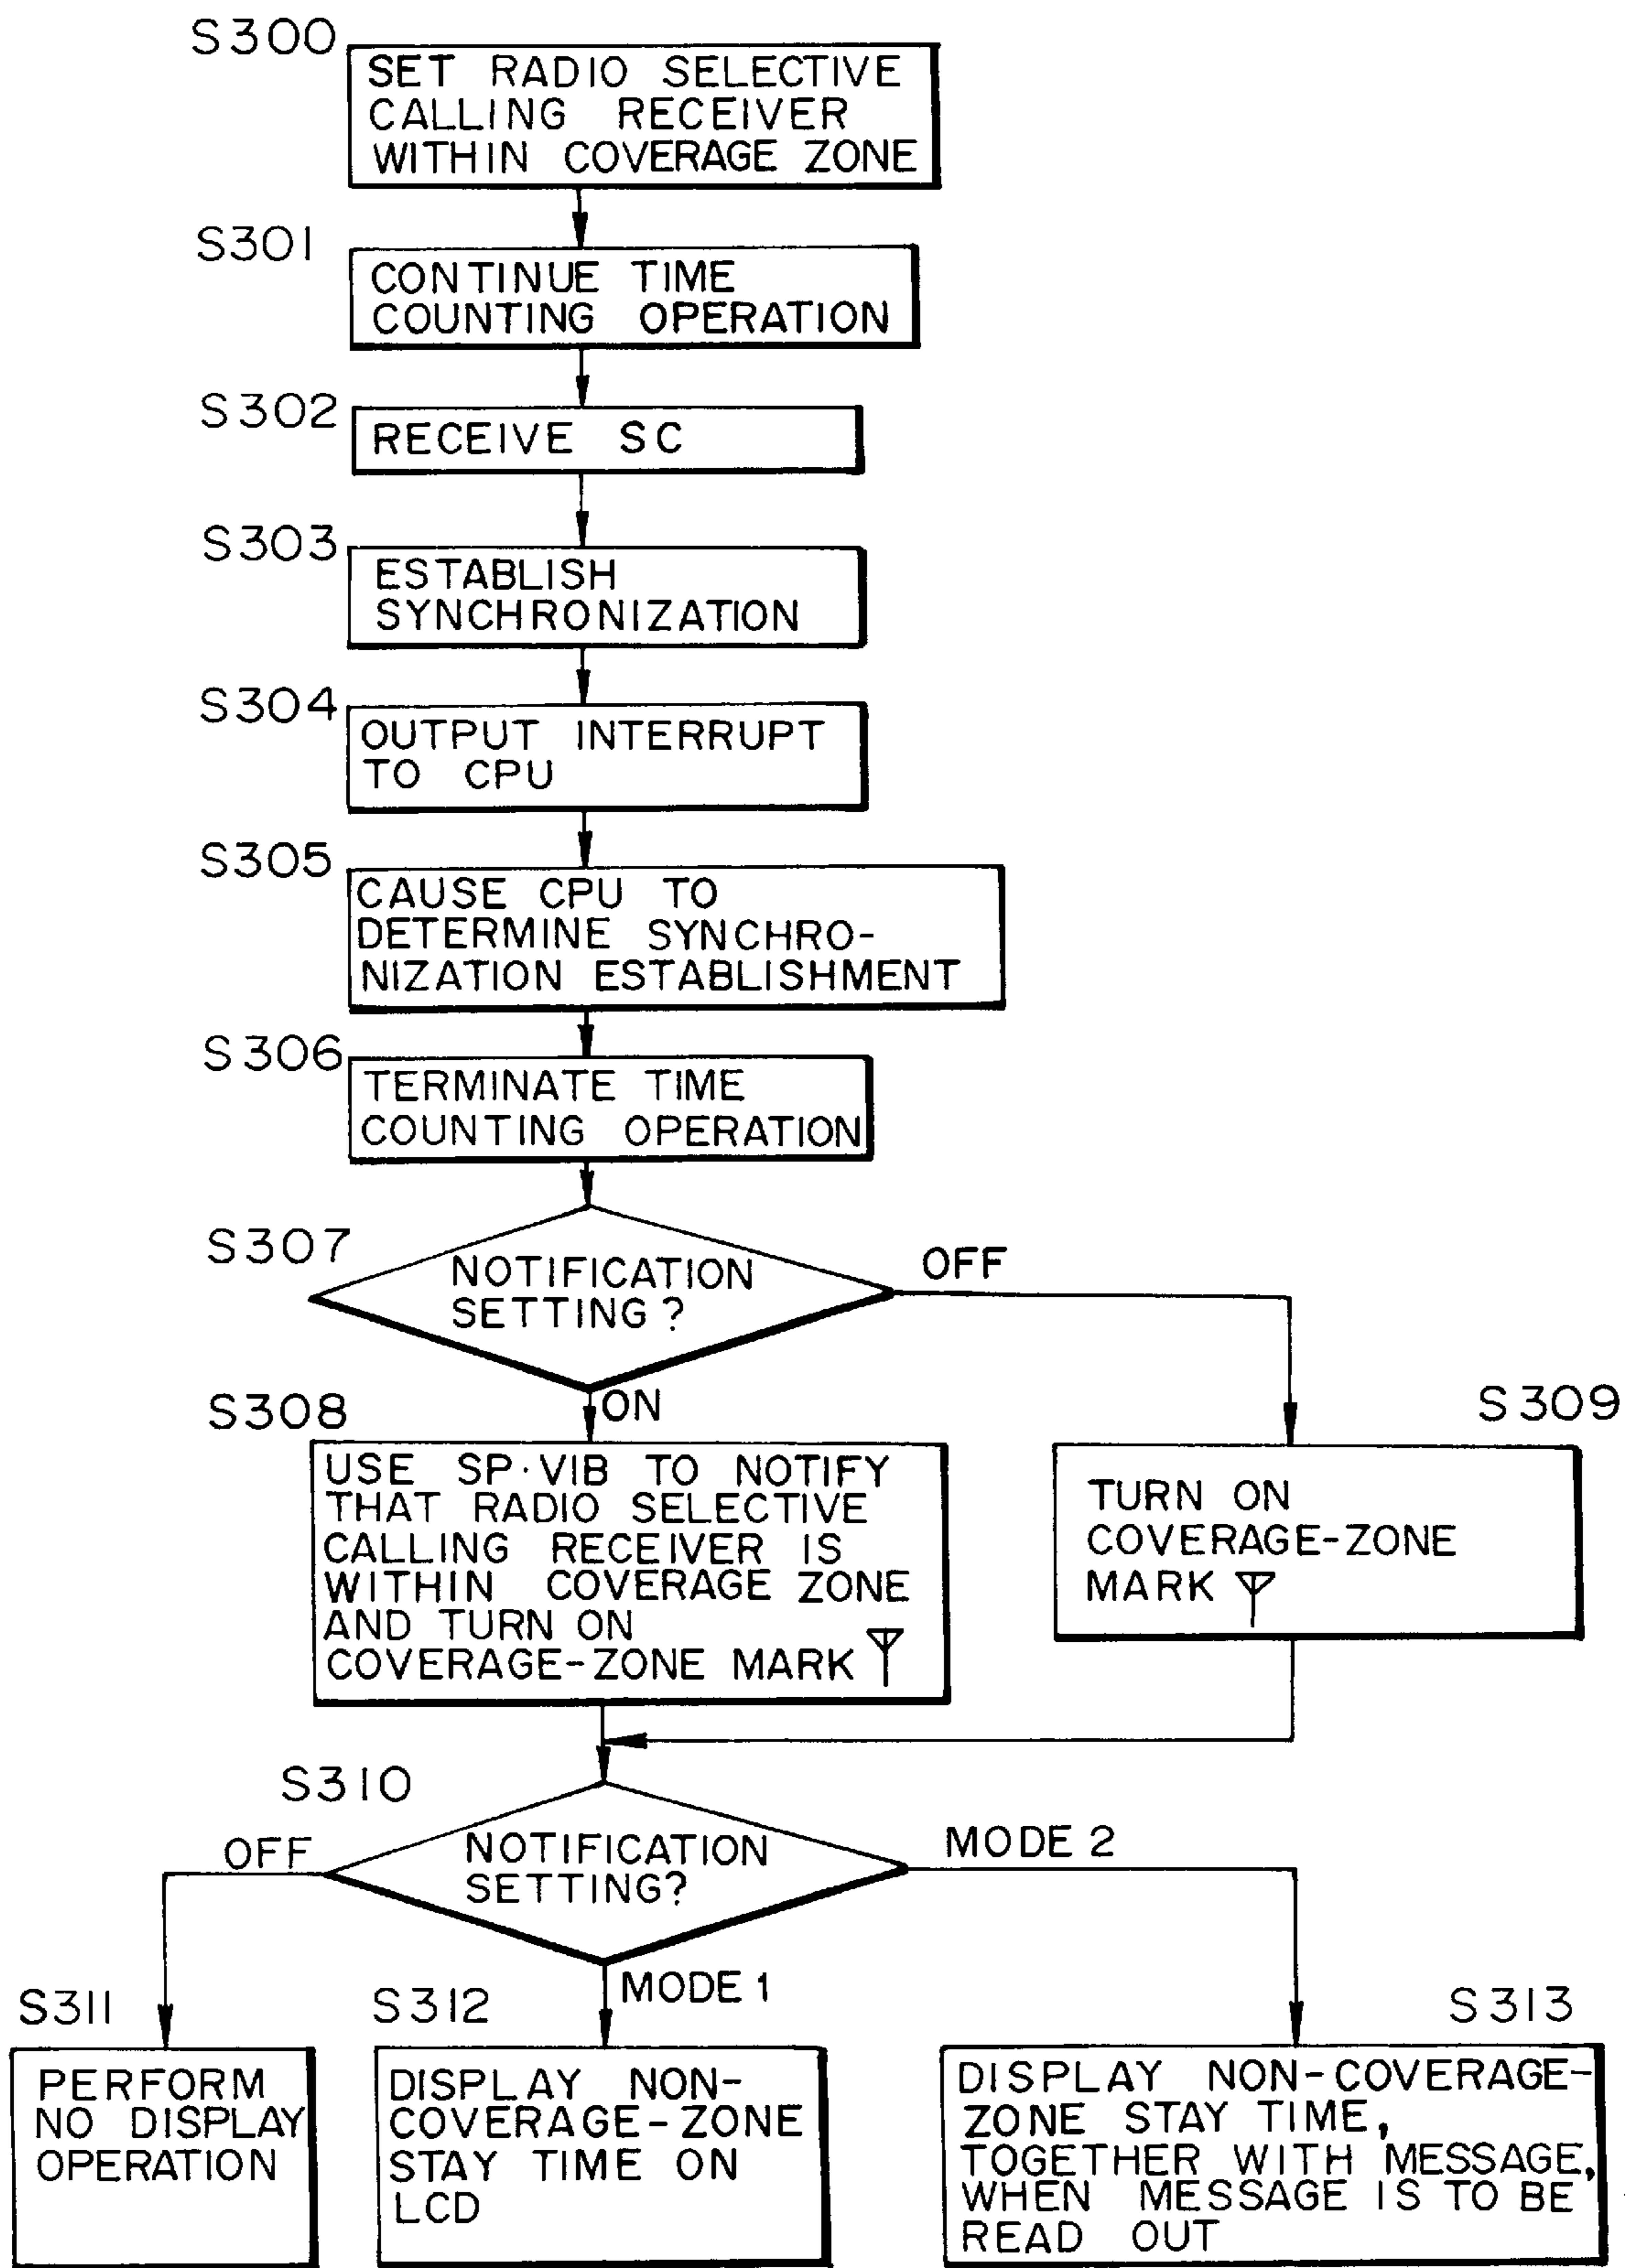 S300
SET RADIO SELECTIVE
CALLING RECEIVER
WITHIN COVERAGE ZONE
S301
CONTINUE TIME
COUNTING OPERATION
S302
RECEIVE SC
S303
ESTABLISH
SYNCHRONIZATION
S304
OUTPUT INTERRUPT
TO CPU
S305
CAUSE CPU TO
DETERMINE SYNCHRO-
NIZATION ESTABLISHMENT
S306
TERMINATE TIME
COUNTING OPERATION
S307
NOTIFICATION
SETTING?
OFF
ON
S308
USE SP·VIB TO NOTIFY
THAT RADIO SELECTIVE
CALLING RECEIVER IS
WITHIN COVERAGE ZONE
AND TURN ON
COVERAGE-ZONE MARK
S309
TURN ON
COVERAGE-ZONE
MARK
S310
NOTIFICATION
SETTING?
OFF
MODE 2
MODE 1
S311
PERFORM
NO DISPLAY
OPERATION
S312
DISPLAY NON-
COVERAGE-ZONE
STAY TIME ON
LCD
S313
DISPLAY NON-COVERAGE-
ZONE STAY TIME,
TOGETHER WITH MESSAGE,
WHEN MESSAGE IS TO BE
READ OUT